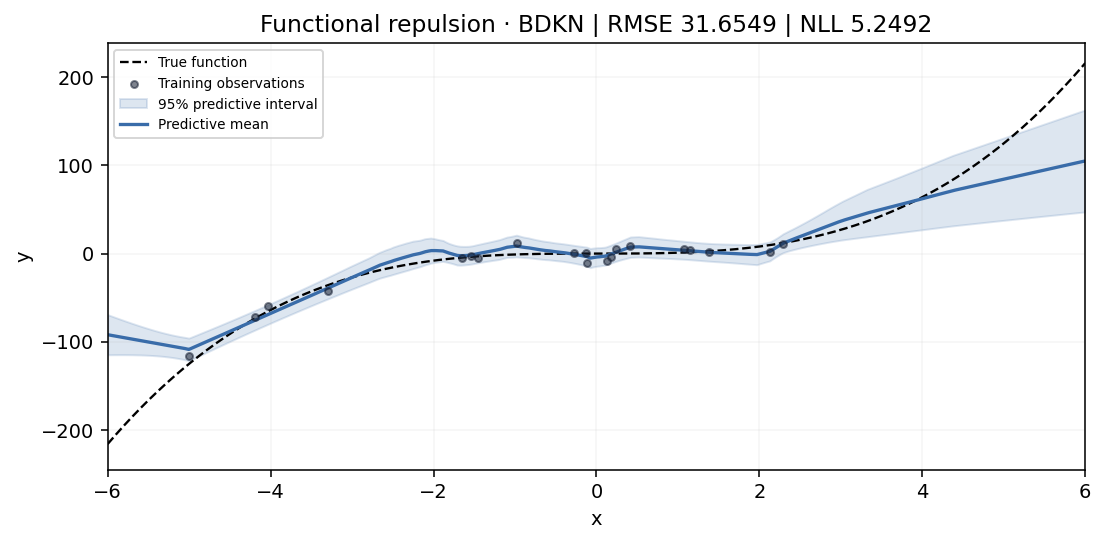 Functional repulsion · BDKN | RMSE 31.6549 | NLL 5.2492
True function
Training observations
95% predictive interval
Predictive mean
200
100
0
−100
−200
y
−6 −4 −2 0 2 4 6
x